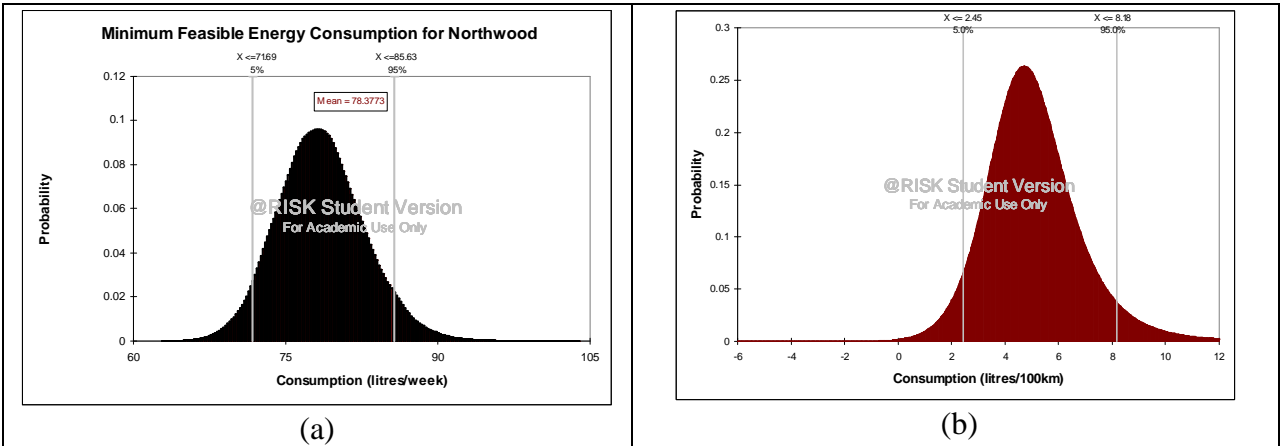 Minimum Feasible Energy Consumption for Northwood
X <=71.69
5%
X <=85.63
95%
Mean = 78.3773
0.12
0.1
0.08
0.06
0.04
0.02
0
Probability
@RISK Student Version
For Academic Use Only
60
75
90
105
Consumption (litres/week)
(a)
X <= 2.45
5.0%
X <= 8.18
95.0%
0.3
0.25
0.2
0.15
0.1
0.05
0
Probability
@RISK Student Version
For Academic Use Only
-6
-4
-2
0
2
4
6
8
10
12
Consumption (litres/100km)
(b)